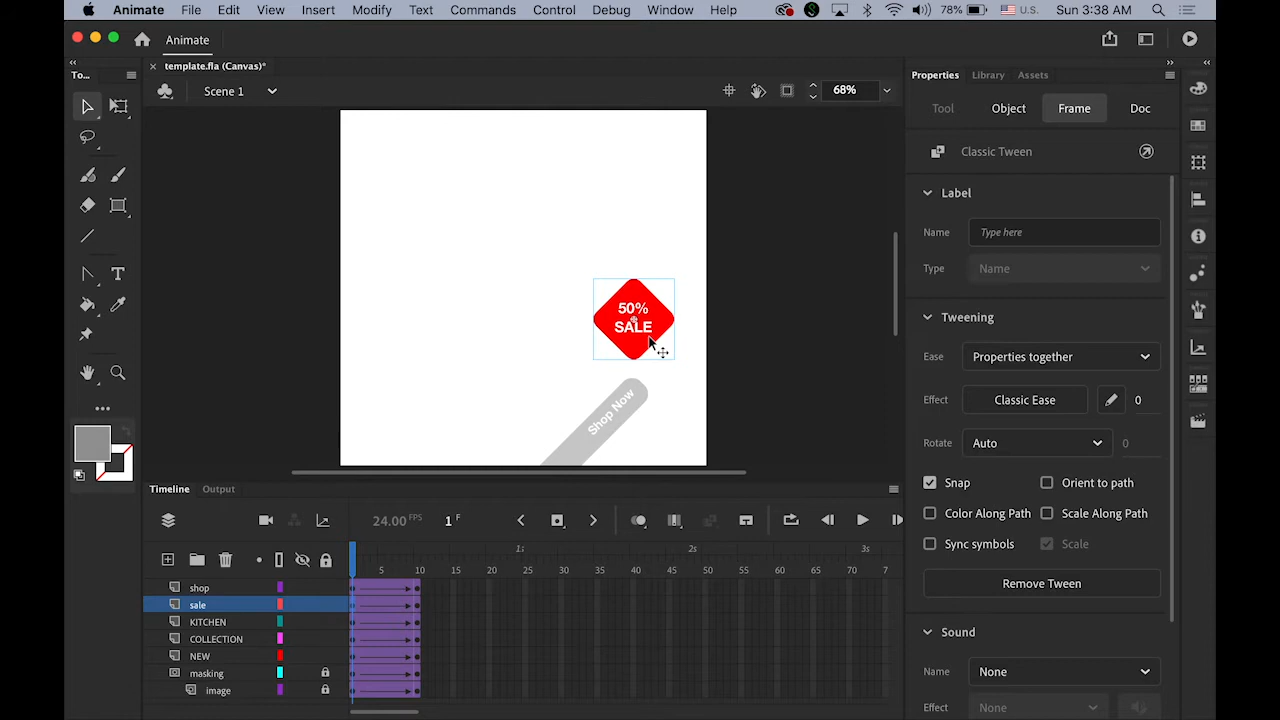 Animate File Edit View Insert Modify Text Commands Control Debug Window Help 78% U.S. Sun 3:38 AM
Animate
To...
template.fla (Canvas)*
Scene 1
68%
50%
SALE
Shop Now
Properties Library Assets
Tool Object Frame Doc
Classic Tween
Label
Name Type here
Type Name
Tweening
Ease Properties together
Effect Classic Ease 0
Rotate Auto 0
Snap Orient to path
Color Along Path Scale Along Path
Sync symbols Scale
Remove Tween
Sound
Name None
Effect None
Timeline Output
24.00 FPS 1 F
1s 2s 3s
5 10 15 20 25 30 35 40 45 50 55 60 65 70 7
shop
sale
KITCHEN
COLLECTION
NEW
masking
image